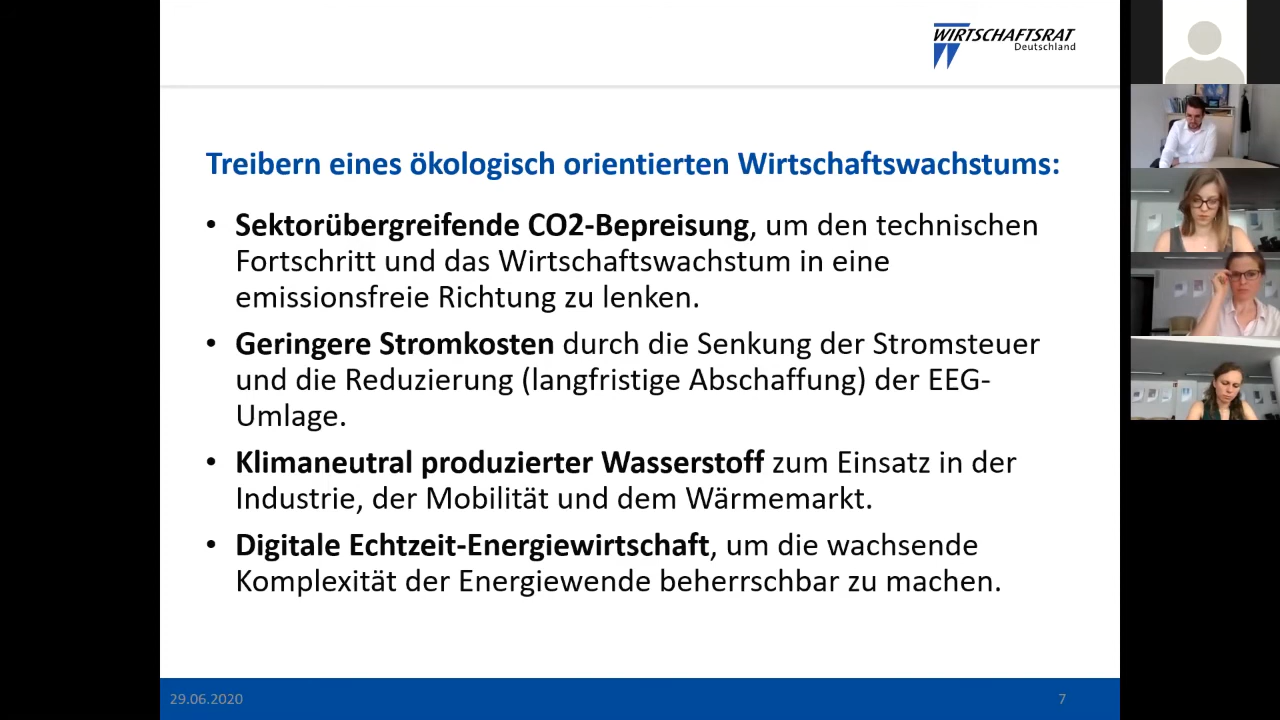 WIRTSCHAFTSRAT
Deutschland
Treibern eines ökologisch orientierten Wirtschaftswachstums:
• Sektorübergreifende CO2-Bepreisung, um den technischen
Fortschritt und das Wirtschaftswachstum in eine
emissionsfreie Richtung zu lenken.
• Geringere Stromkosten durch die Senkung der Stromsteuer
und die Reduzierung (langfristige Abschaffung) der EEG-
Umlage.
• Klimaneutral produzierter Wasserstoff zum Einsatz in der
Industrie, der Mobilität und dem Wärmemarkt.
• Digitale Echtzeit-Energiewirtschaft, um die wachsende
Komplexität der Energiewende beherrschbar zu machen.
29.06.2020
7